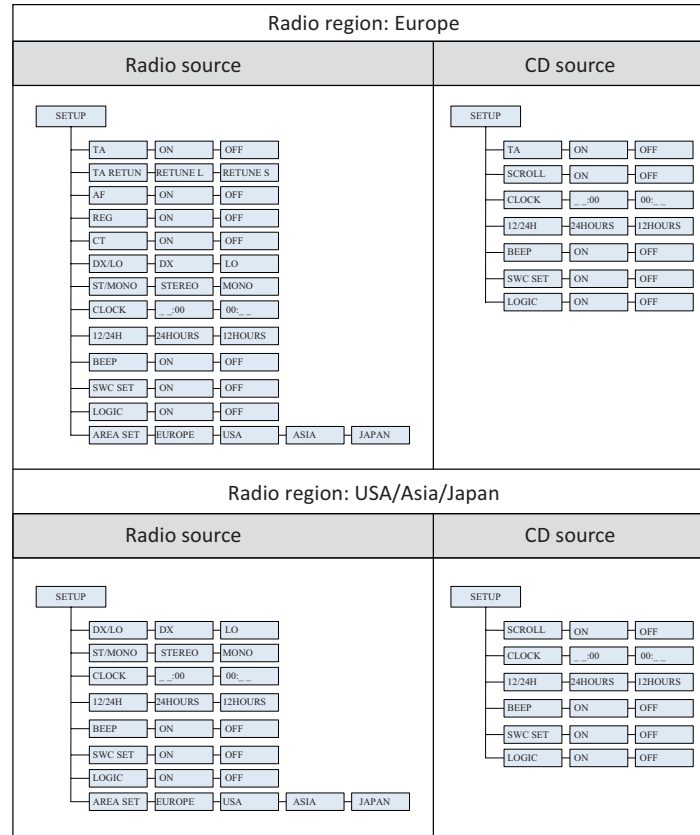 Radio region: Europe
Radio source
CD source
SETUP
TA ON OFF
TA RETUN RETUNE L RETUNE S
AF ON OFF
REG ON OFF
CT ON OFF
DX/LO DX LO
ST/MONO STEREO MONO
CLOCK _ _:00 00:_ _
12/24H 24HOURS 12HOURS
BEEP ON OFF
SWC SET ON OFF
LOGIC ON OFF
AREA SET EUROPE USA ASIA JAPAN
SETUP
TA ON OFF
SCROLL ON OFF
CLOCK _ _:00 00:_ _
12/24H 24HOURS 12HOURS
BEEP ON OFF
SWC SET ON OFF
LOGIC ON OFF
Radio region: USA/Asia/Japan
Radio source
CD source
SETUP
DX/LO DX LO
ST/MONO STEREO MONO
CLOCK _ _:00 00:_ _
12/24H 24HOURS 12HOURS
BEEP ON OFF
SWC SET ON OFF
LOGIC ON OFF
AREA SET EUROPE USA ASIA JAPAN
SETUP
SCROLL ON OFF
CLOCK _ _:00 00:_ _
12/24H 24HOURS 12HOURS
BEEP ON OFF
SWC SET ON OFF
LOGIC ON OFF